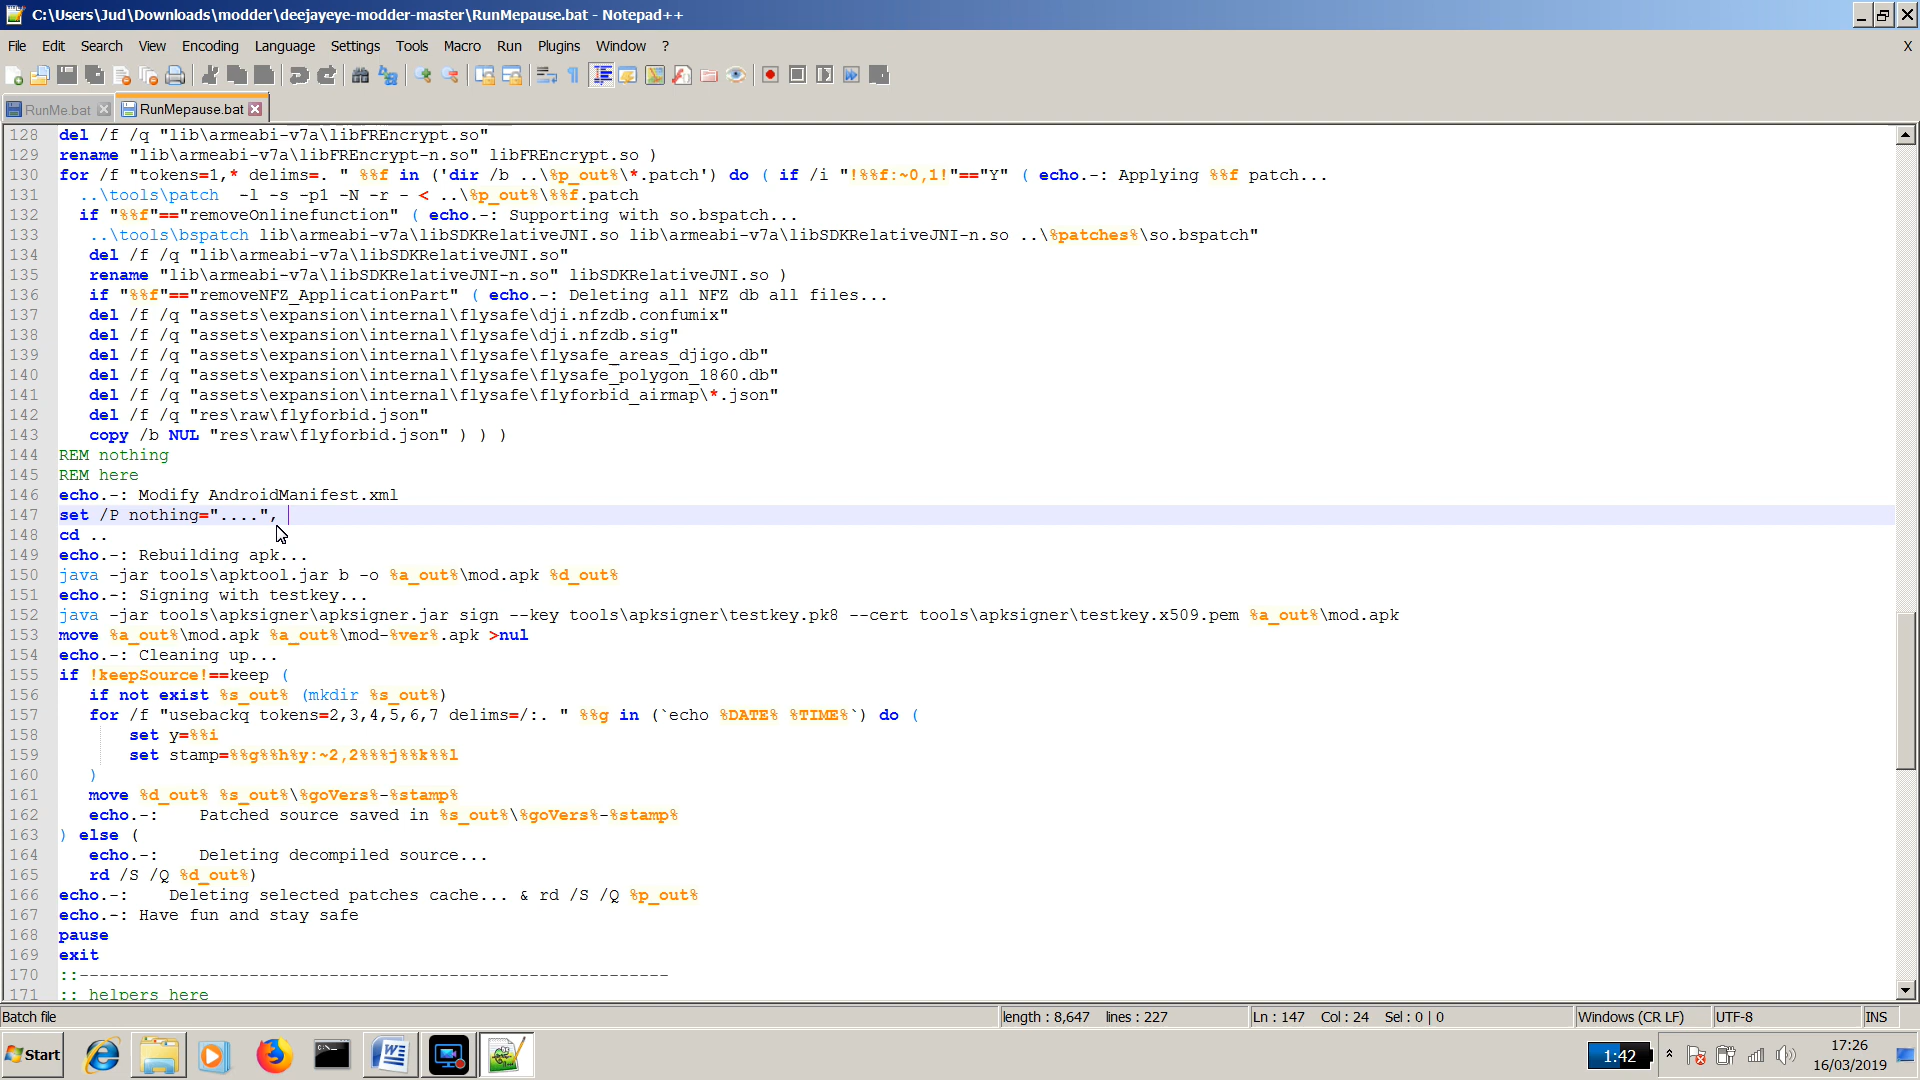 C:\Users\Jud\Downloads\modder\deejayeye-modder-master\RunMepause.bat - Notepad++
File Edit Search View Encoding Language Settings Tools Macro Run Plugins Window ? X
RunMe.bat RunMepause.bat
128 del /f /q "lib\armeabi-v7a\libFREncrypt.so"
129 rename "lib\armeabi-v7a\libFREncrypt-n.so" libFREncrypt.so )
130 for /f "tokens=1,* delims=. " %%f in ('dir /b ..\%p_out%\*.patch') do ( if /i "!%%f:~0,1!"=="Y" ( echo.-: Applying %%f patch...
131 ..\tools\patch -l -s -p1 -N -r - < ..\%p_out%\%%f.patch
132 if "%%f"=="removeOnlinefunction" ( echo.-: Supporting with so.bspatch...
133 ..\tools\bspatch lib\armeabi-v7a\libSDKRelativeJNI.so lib\armeabi-v7a\libSDKRelativeJNI-n.so ..\%patches%\so.bspatch"
134 del /f /q "lib\armeabi-v7a\libSDKRelativeJNI.so"
135 rename "lib\armeabi-v7a\libSDKRelativeJNI-n.so" libSDKRelativeJNI.so )
136 if "%%f"=="removeNFZ_ApplicationPart" ( echo.-: Deleting all NFZ db all files...
137 del /f /q "assets\expansion\internal\flysafe\dji.nfzdb.confumix"
138 del /f /q "assets\expansion\internal\flysafe\dji.nfzdb.sig"
139 del /f /q "assets\expansion\internal\flysafe\flysafe_areas_djigo.db"
140 del /f /q "assets\expansion\internal\flysafe\flysafe_polygon_1860.db"
141 del /f /q "assets\expansion\internal\flysafe\flyforbid_airmap\*.json"
142 del /f /q "res\raw\flyforbid.json"
143 copy /b NUL "res\raw\flyforbid.json" ) ) )
144 REM nothing
145 REM here
146 echo.-: Modify AndroidManifest.xml
147 set /P nothing="....",
148 cd ..
149 echo.-: Rebuilding apk...
150 java -jar tools\apktool.jar b -o %a_out%\mod.apk %d_out%
151 echo.-: Signing with testkey...
152 java -jar tools\apksigner\apksigner.jar sign --key tools\apksigner\testkey.pk8 --cert tools\apksigner\testkey.x509.pem %a_out%\mod.apk
153 move %a_out%\mod.apk %a_out%\mod-%ver%.apk >nul
154 echo.-: Cleaning up...
155 if !keepSource!==keep (
156 if not exist %s_out% (mkdir %s_out%)
157 for /f "usebackq tokens=2,3,4,5,6,7 delims=/:. " %%g in (`echo %DATE% %TIME%`) do (
158 set y=%%i
159 set stamp=%%g%%h%y:~2,2%%%j%%k%%l
160 )
161 move %d_out% %s_out%\%goVers%-%stamp%
162 echo.-: Patched source saved in %s_out%\%goVers%-%stamp%
163 ) else (
164 echo.-: Deleting decompiled source...
165 rd /S /Q %d_out%)
166 echo.-: Deleting selected patches cache... & rd /S /Q %p_out%
167 echo.-: Have fun and stay safe
168 pause
169 exit
170 ::-----------------------------------------------------------
171 :: helpers here
Batch file length : 8,647 lines : 227 Ln : 147 Col : 24 Sel : 0 | 0 Windows (CR LF) UTF-8 INS
Start 1:42 17:26
16/03/2019